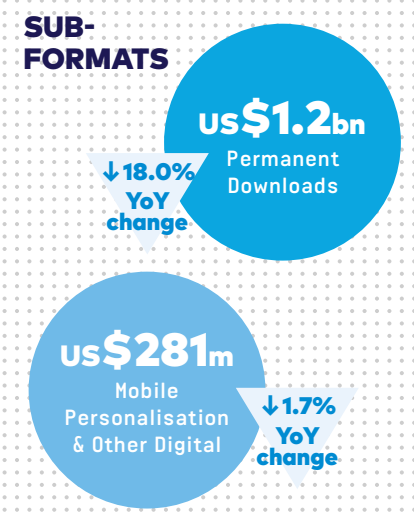 SUB-
FORMATS
US$1.2bn
Permanent
Downloads
↓18.0%
YoY
change
US$281m
Mobile
Personalisation
& Other Digital
↓1.7%
YoY
change